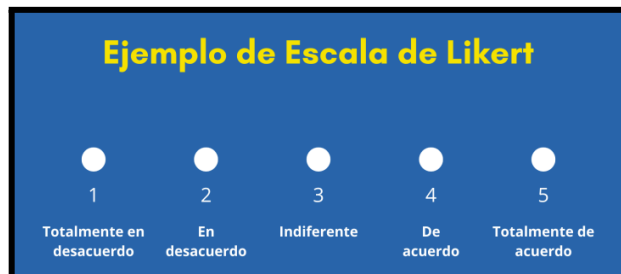 Ejemplo de Escala de Likert
1 2 3 4 5
Totalmente en desacuerdo
En desacuerdo
Indiferente
De acuerdo
Totalmente de acuerdo